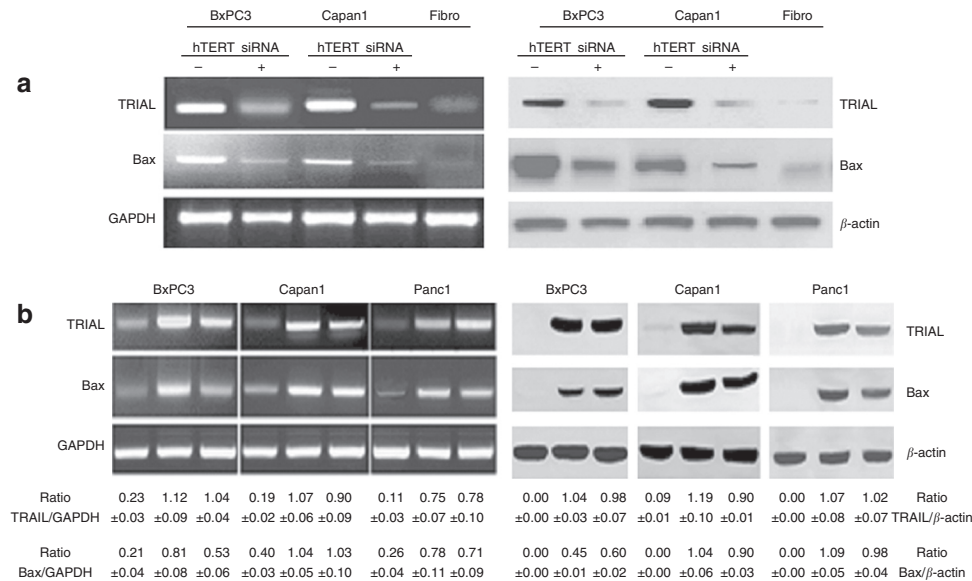 a
BxPC3 Capan1 Fibro
hTERT siRNA hTERT siRNA
− + − +
TRIAL
Bax
GAPDH
BxPC3 Capan1 Fibro
hTERT siRNA hTERT siRNA
− + − +
TRIAL
Bax
β-actin
b
BxPC3 Capan1 Panc1
TRIAL
Bax
GAPDH
BxPC3 Capan1 Panc1
TRIAL
Bax
β-actin
Ratio 0.23 1.12 1.04 0.19 1.07 0.90 0.11 0.75 0.78 0.00 1.04 0.98 0.09 1.19 0.90 0.00 1.07 1.02 Ratio
TRAIL/GAPDH ±0.03 ±0.09 ±0.04 ±0.02 ±0.06 ±0.09 ±0.03 ±0.07 ±0.10 ±0.00 ±0.03 ±0.07 ±0.01 ±0.10 ±0.01 ±0.00 ±0.08 ±0.07 TRAIL/β-actin
Ratio 0.21 0.81 0.53 0.40 1.04 1.03 0.26 0.78 0.71 0.00 0.45 0.60 0.00 1.04 0.90 0.00 1.09 0.98 Ratio
Bax/GAPDH ±0.04 ±0.08 ±0.06 ±0.03 ±0.05 ±0.10 ±0.04 ±0.11 ±0.09 ±0.00 ±0.01 ±0.02 ±0.00 ±0.06 ±0.03 ±0.00 ±0.05 ±0.04 Bax/β-actin